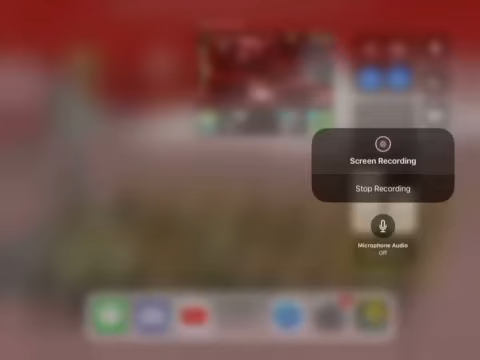 Screen Recording
Stop Recording
Microphone Audio
Off